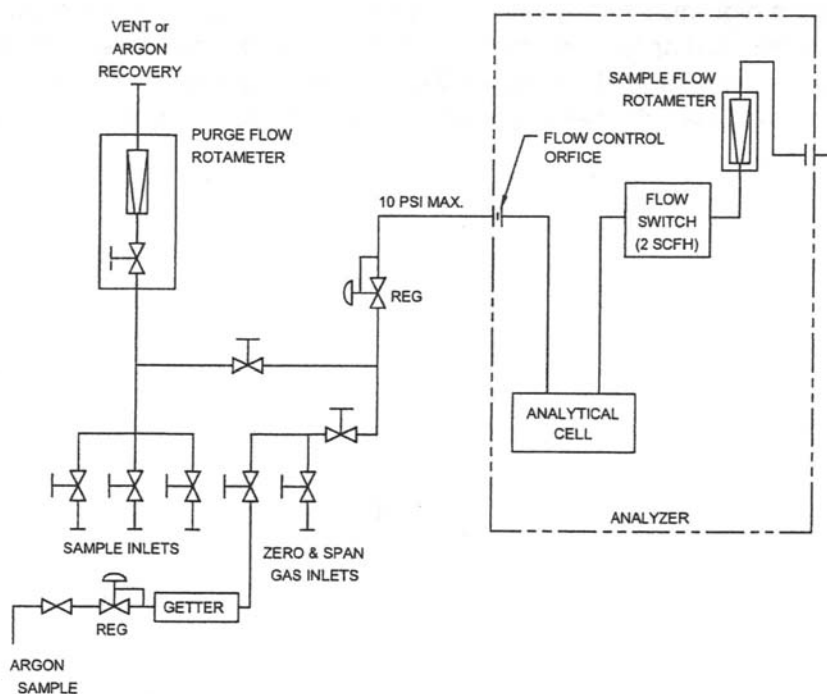 VENT or
ARGON
RECOVERY
PURGE FLOW
ROTAMETER
SAMPLE FLOW
ROTAMETER
FLOW CONTROL
ORFICE
10 PSI MAX.
FLOW
SWITCH
(2 SCFH)
REG
ANALYTICAL
CELL
ANALYZER
SAMPLE INLETS
ZERO & SPAN
GAS INLETS
GETTER
REG
ARGON
SAMPLE